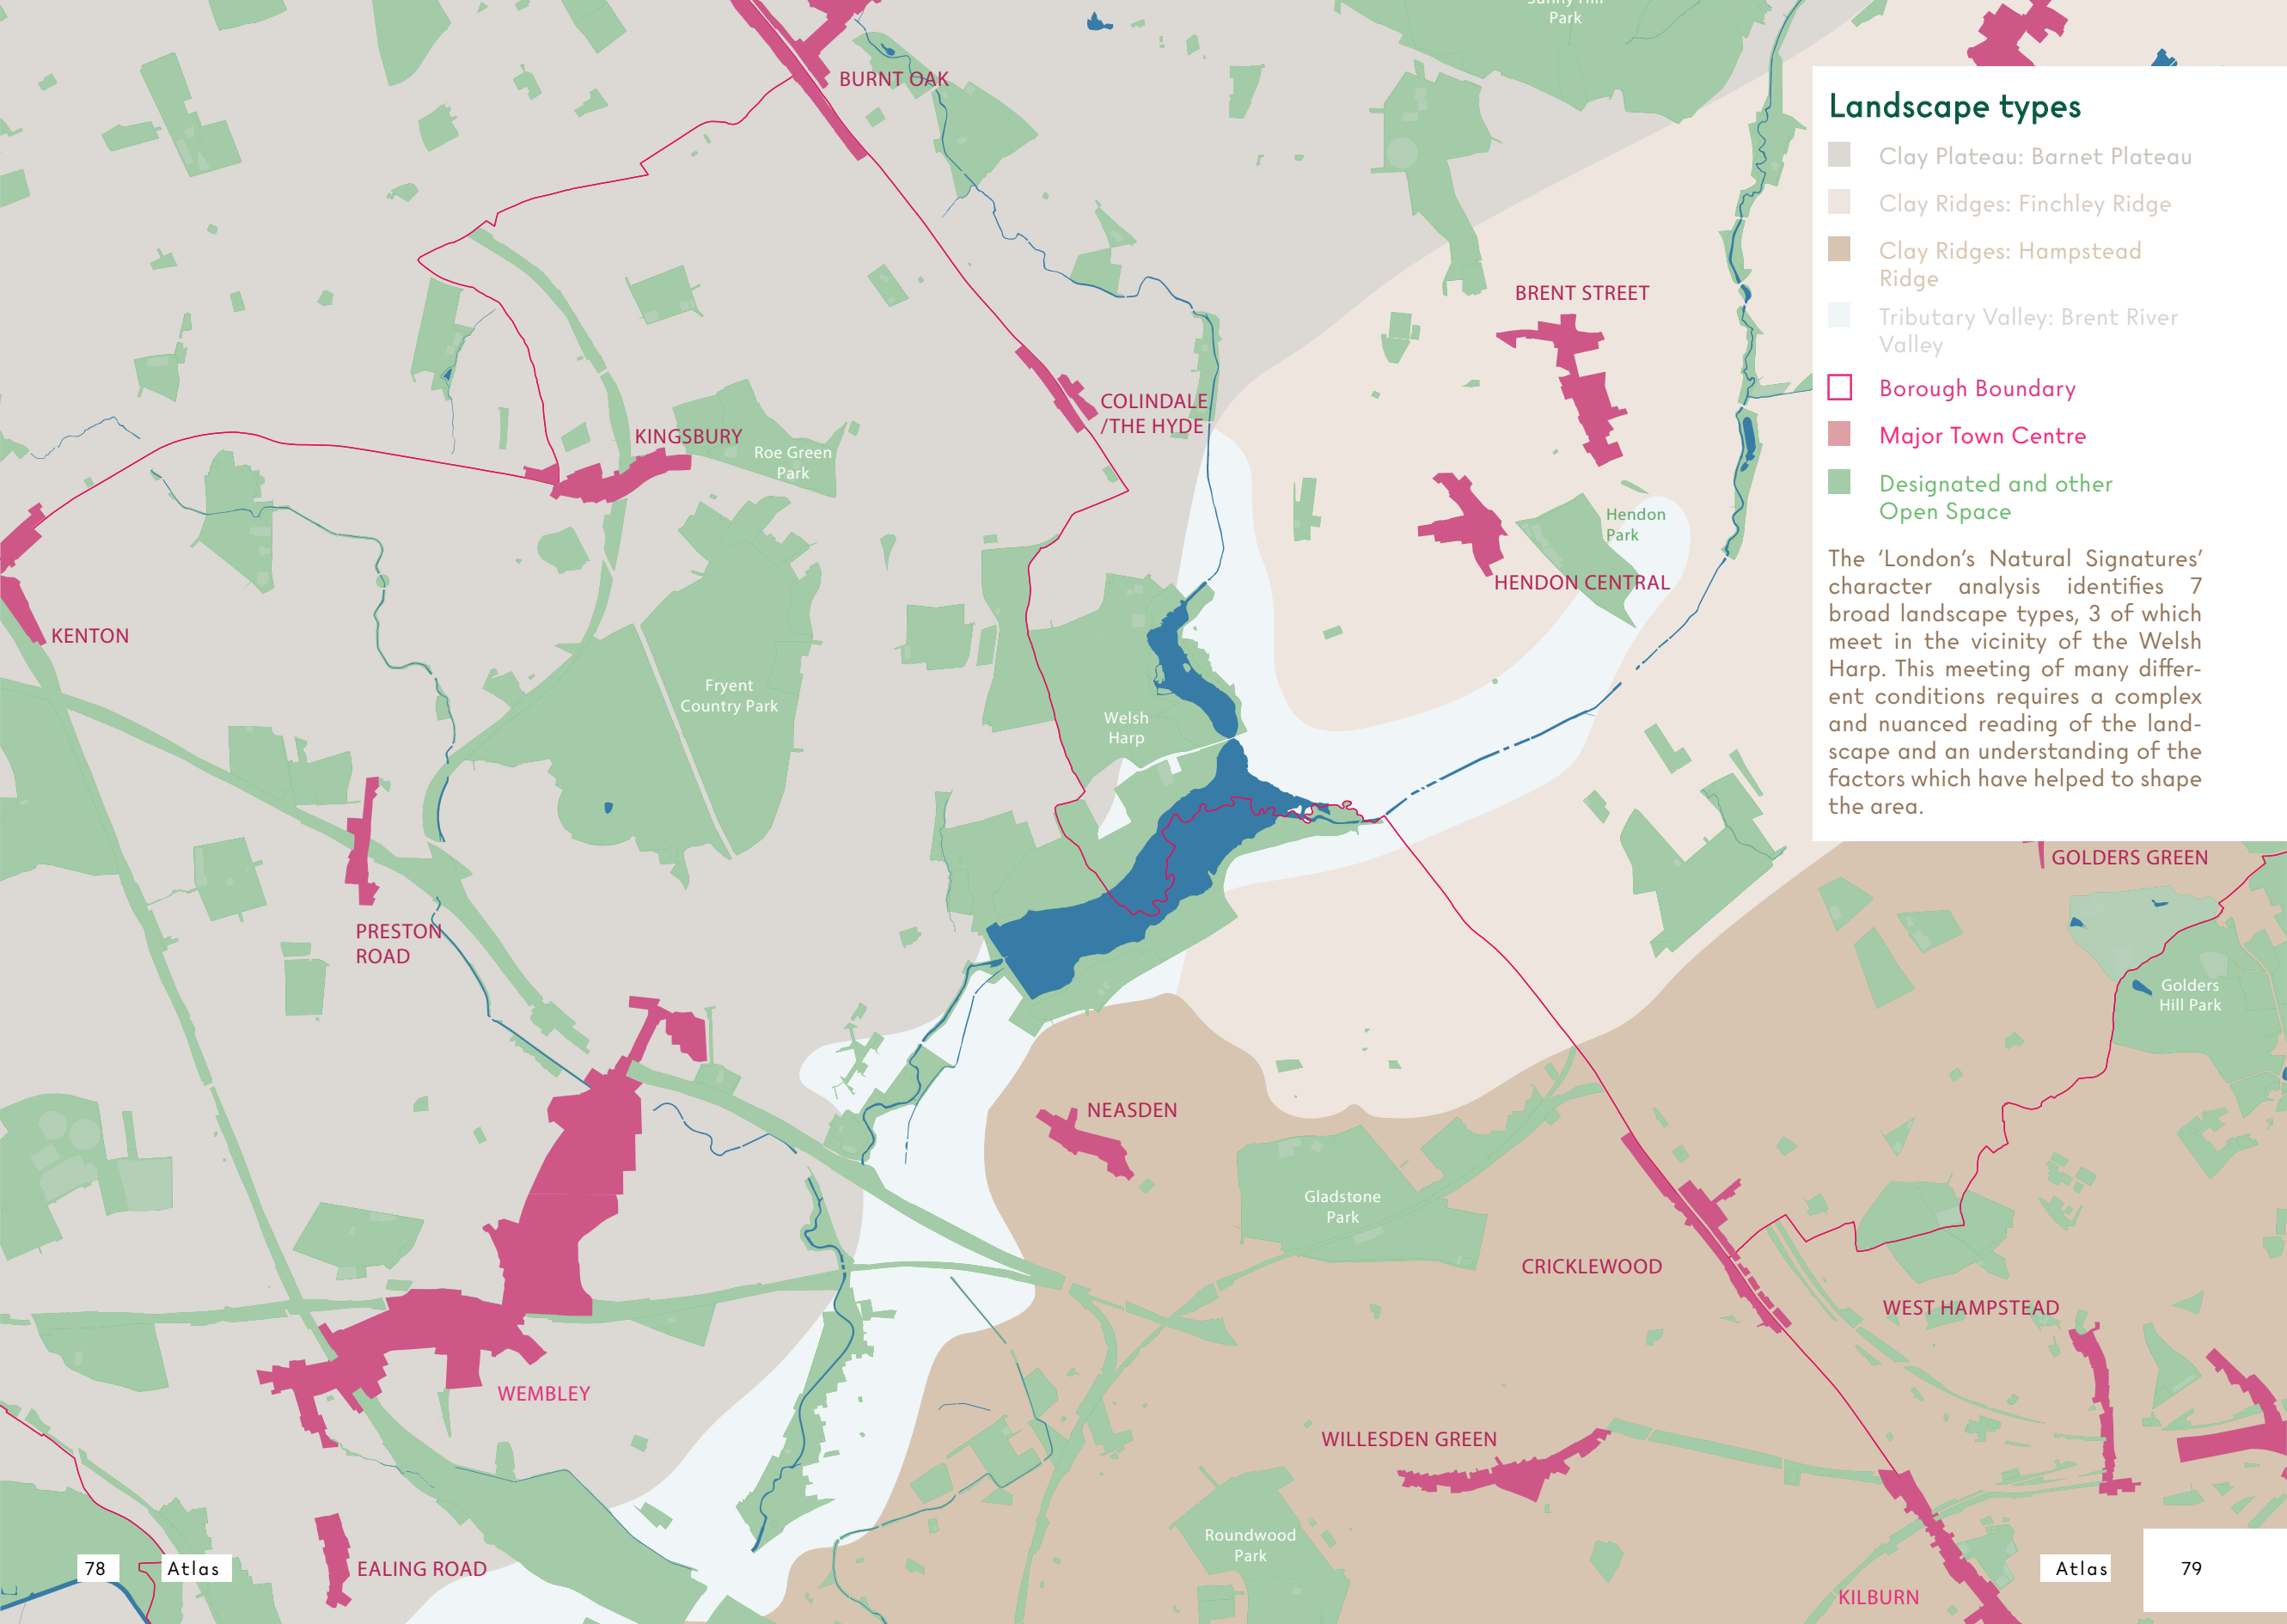 Sunny Hill
Park
BURNT OAK
Landscape types
Clay Plateau: Barnet Plateau
Clay Ridges: Finchley Ridge
Clay Ridges: Hampstead
Ridge
Tributary Valley: Brent River
Valley
Borough Boundary
Major Town Centre
Designated and other
Open Space
The ‘London’s Natural Signatures’
character analysis identifies 7
broad landscape types, 3 of which
meet in the vicinity of the Welsh
Harp. This meeting of many differ-
ent conditions requires a complex
and nuanced reading of the land-
scape and an understanding of the
factors which have helped to shape
the area.
BRENT STREET
COLINDALE
/THE HYDE
KINGSBURY
Roe Green
Park
Hendon
Park
HENDON CENTRAL
KENTON
Fryent
Country Park
Welsh
Harp
GOLDERS GREEN
PRESTON
ROAD
Golders
Hill Park
NEASDEN
Gladstone
Park
CRICKLEWOOD
WEST HAMPSTEAD
WEMBLEY
WILLESDEN GREEN
Roundwood
Park
EALING ROAD
KILBURN
78
Atlas
Atlas
79